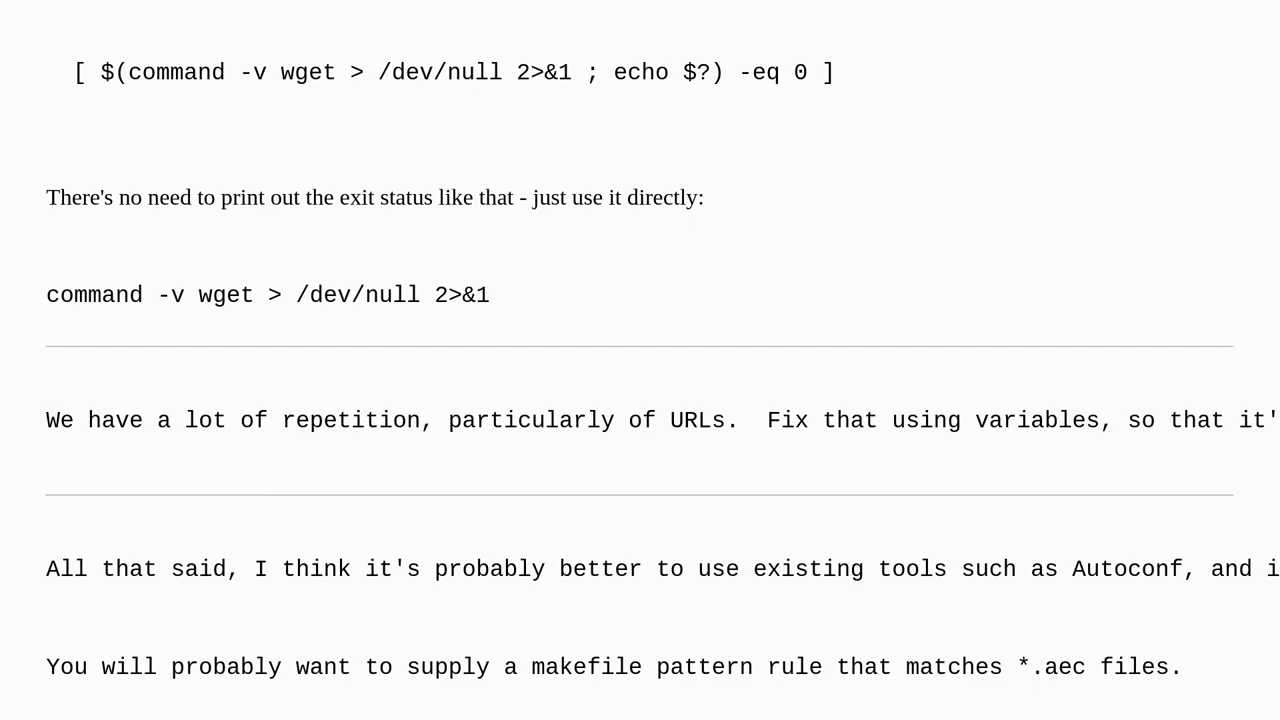 [ $(command -v wget > /dev/null 2>&1 ; echo $?) -eq 0 ]
There's no need to print out the exit status like that - just use it directly:
command -v wget > /dev/null 2>&1
We have a lot of repetition, particularly of URLs.  Fix that using variables, so that it'
All that said, I think it's probably better to use existing tools such as Autoconf, and i
You will probably want to supply a makefile pattern rule that matches *.aec files.